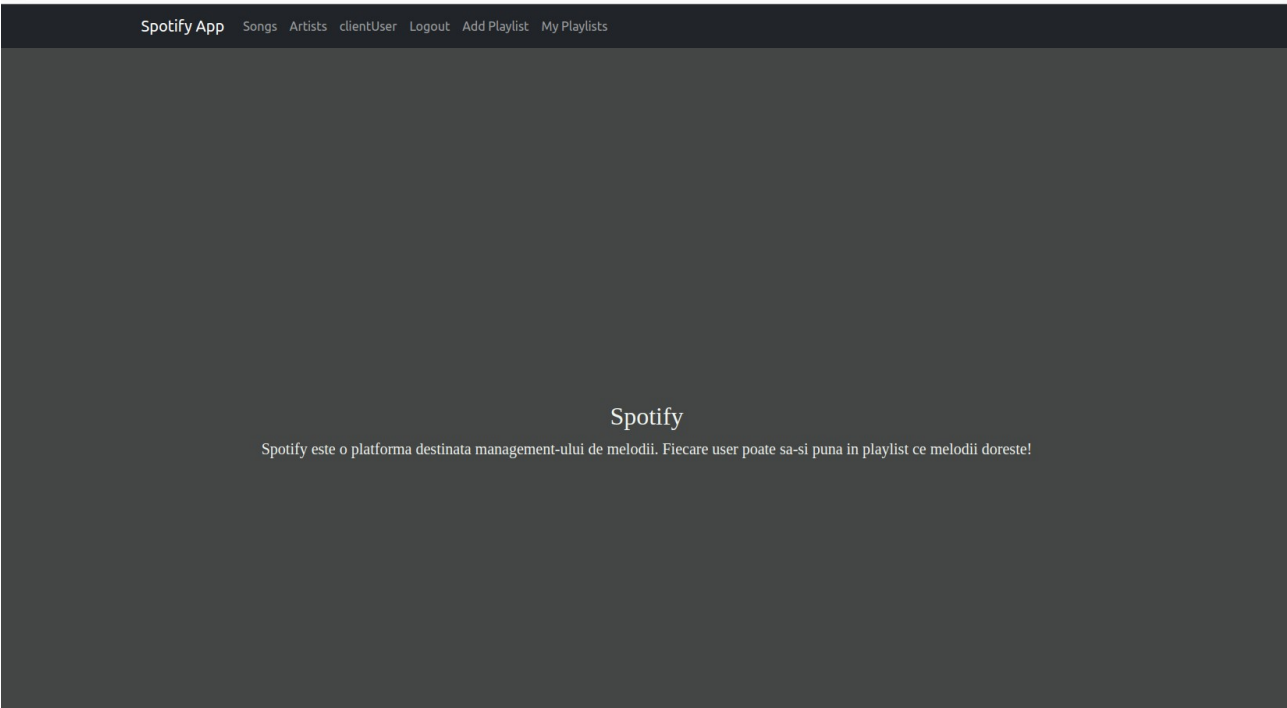 Spotify App Songs Artists clientUser Logout Add Playlist My Playlists
Spotify
Spotify este o platforma destinata management-ului de melodii. Fiecare user poate sa-si puna in playlist ce melodii doreste!